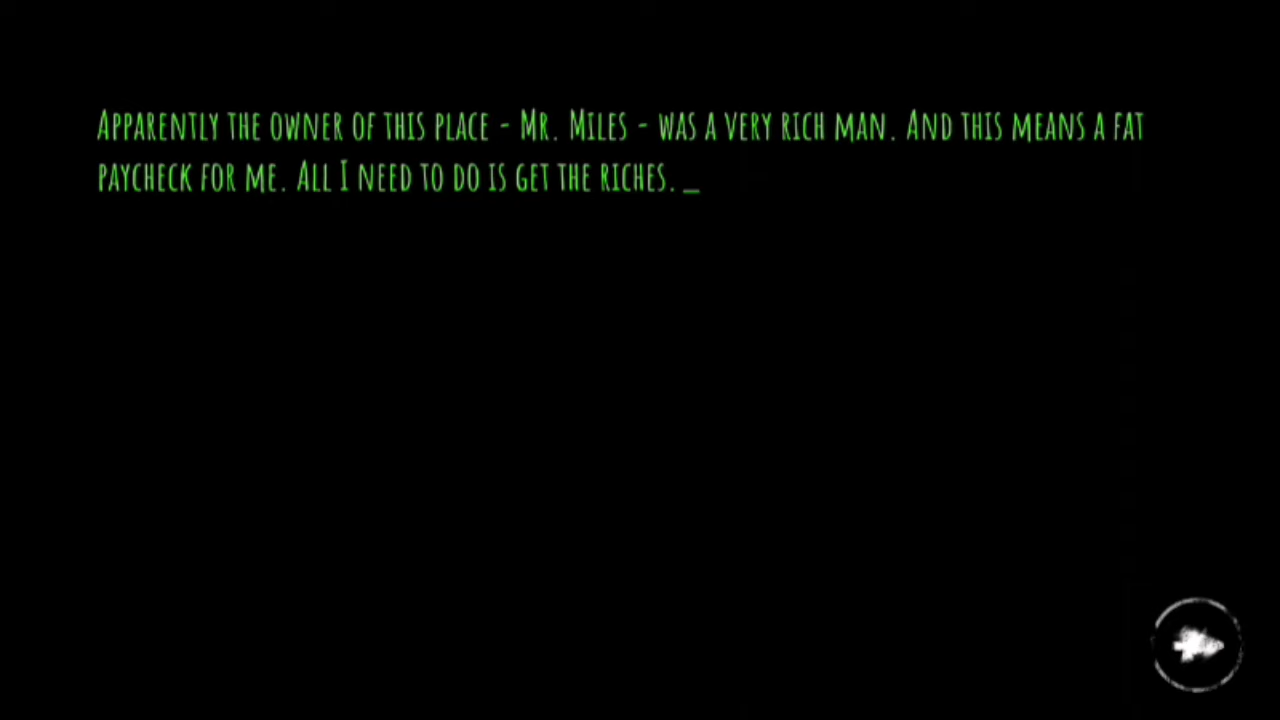 Apparently the owner of this place - Mr. Miles - was a very rich man. And this means a fat
paycheck for me. All I need to do is get the riches. _